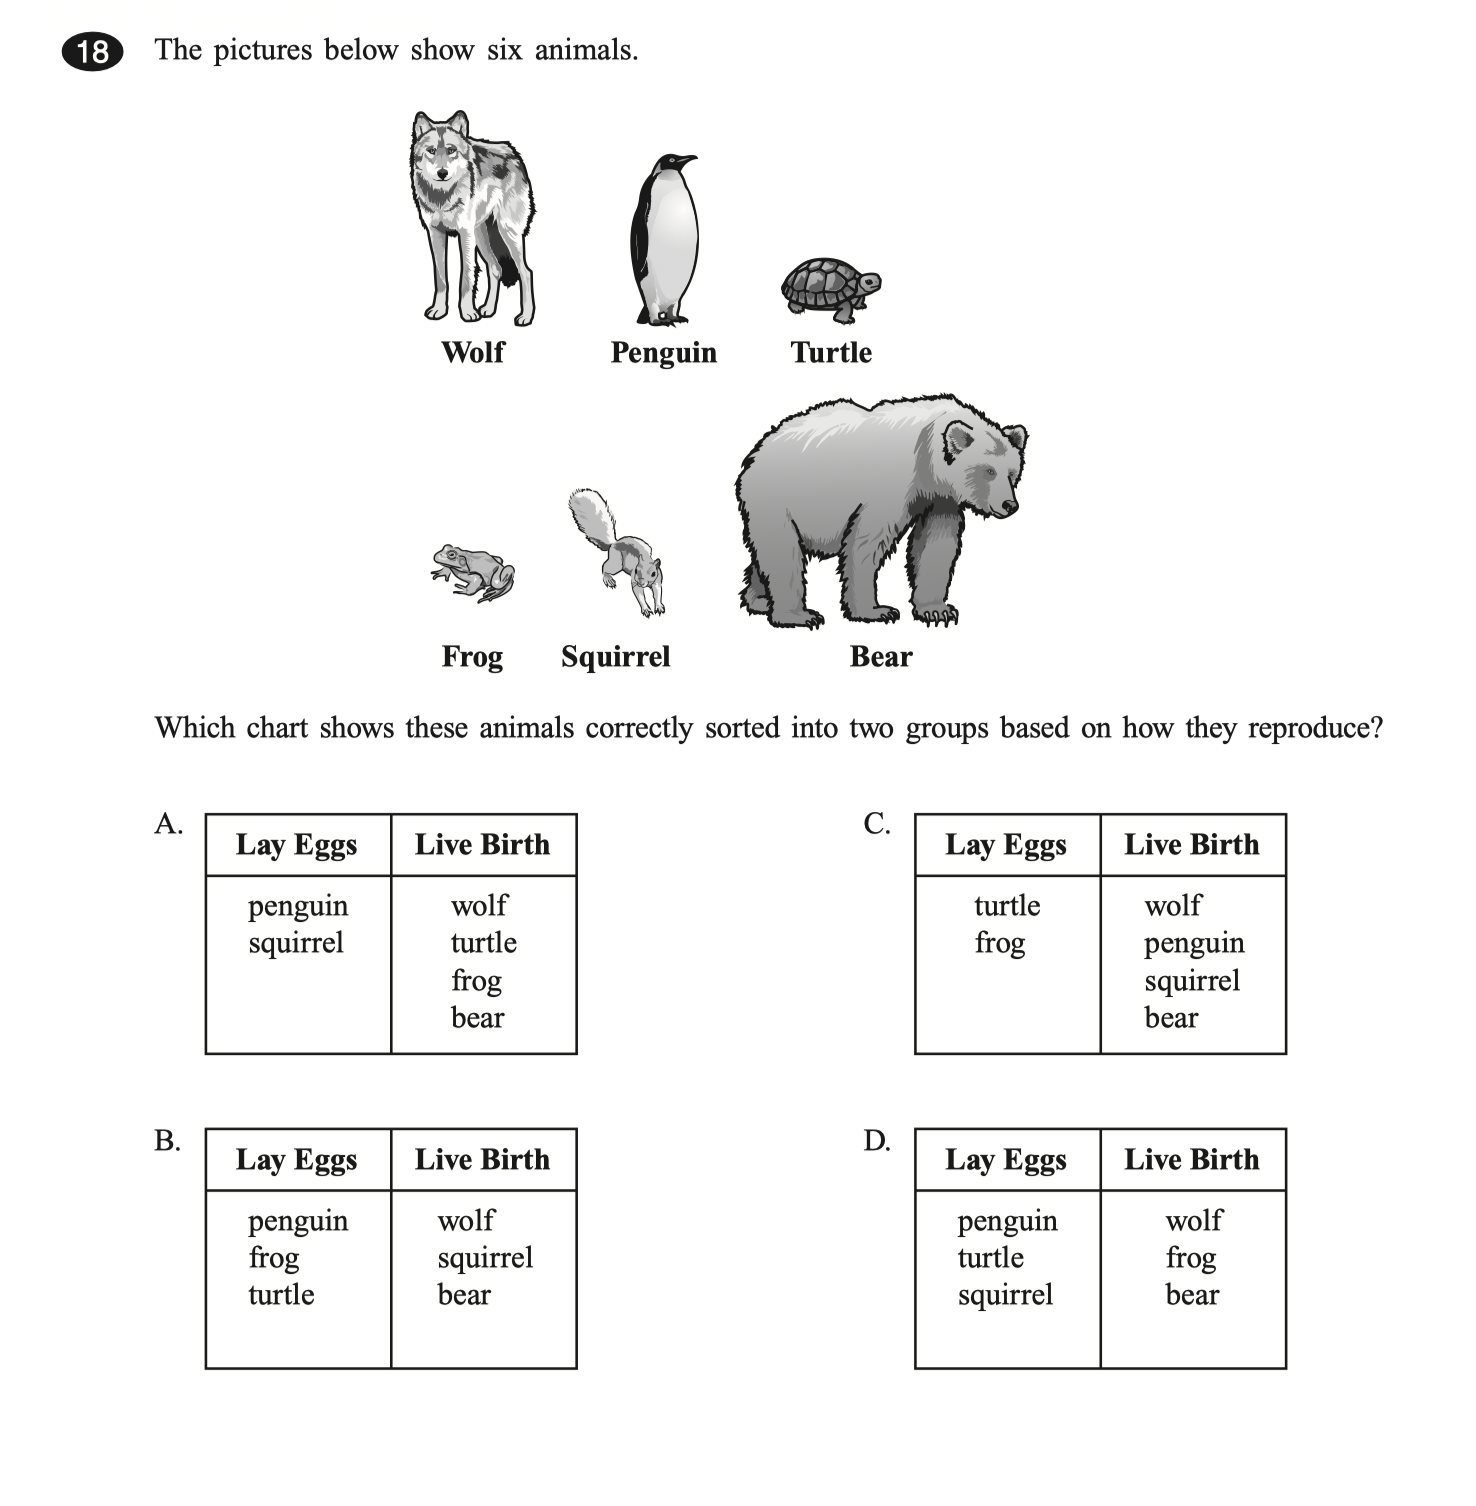 18 The pictures below show six animals.
Wolf Penguin Turtle
Frog Squirrel Bear
Which chart shows these animals correctly sorted into two groups based on how they reproduce?
A.
Lay Eggs Live Birth
penguin wolf
squirrel turtle
frog
bear
B.
Lay Eggs Live Birth
penguin wolf
frog squirrel
turtle bear
C.
Lay Eggs Live Birth
turtle wolf
frog penguin
squirrel
bear
D.
Lay Eggs Live Birth
penguin wolf
turtle frog
squirrel bear